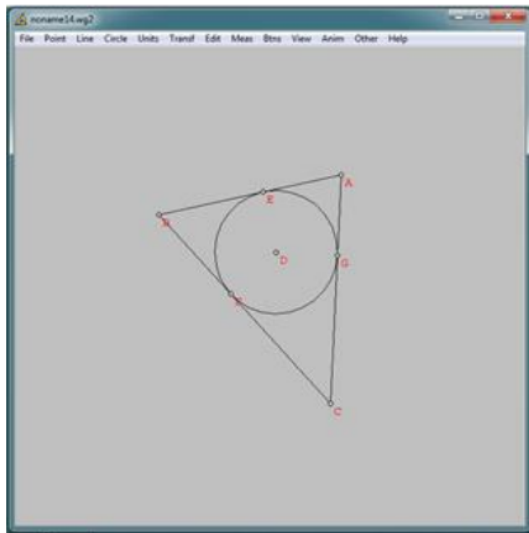 noname14.wg2
File Point Line Circle Units Transf Edit Meas Btns View Anim Other Help
A
E
B
D
G
F
C